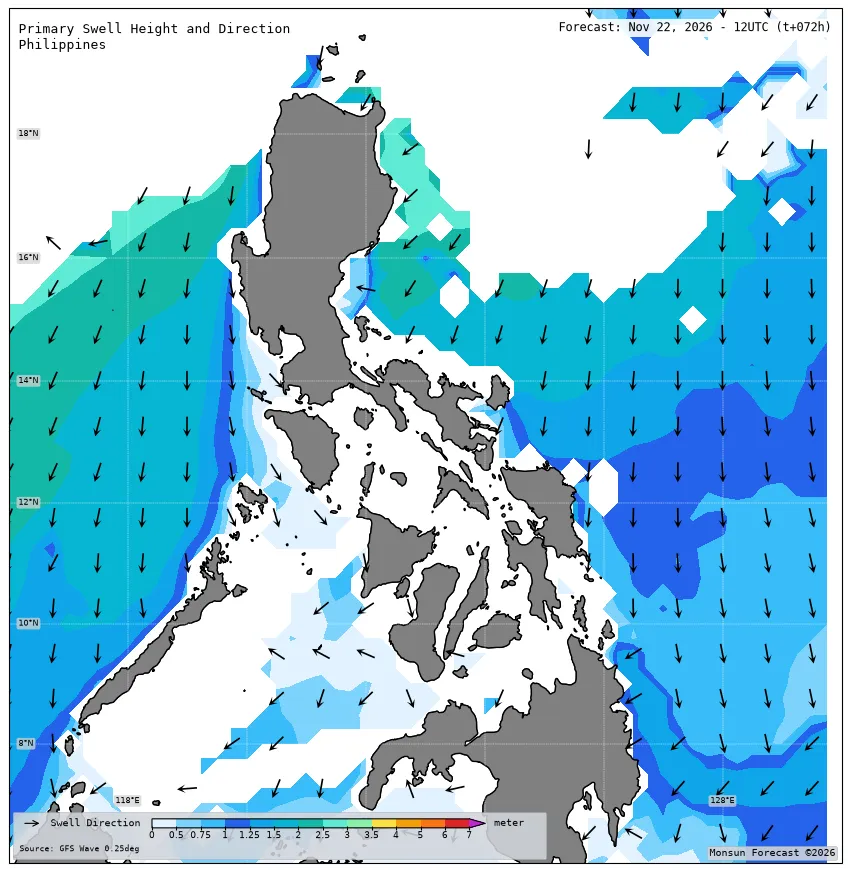 Primary Swell Height and Direction
Philippines
Forecast: Nov 22, 2026 - 12UTC (t+072h)
18°N
16°N
14°N
12°N
10°N
8°N
118°E
128°E
Swell Direction
0 0.5 0.75 1 1.25 1.5 2 2.5 3 3.5 4 4.5 5 6 7
meter
Source: GFS Wave 0.25deg
Monsun Forecast ©2026